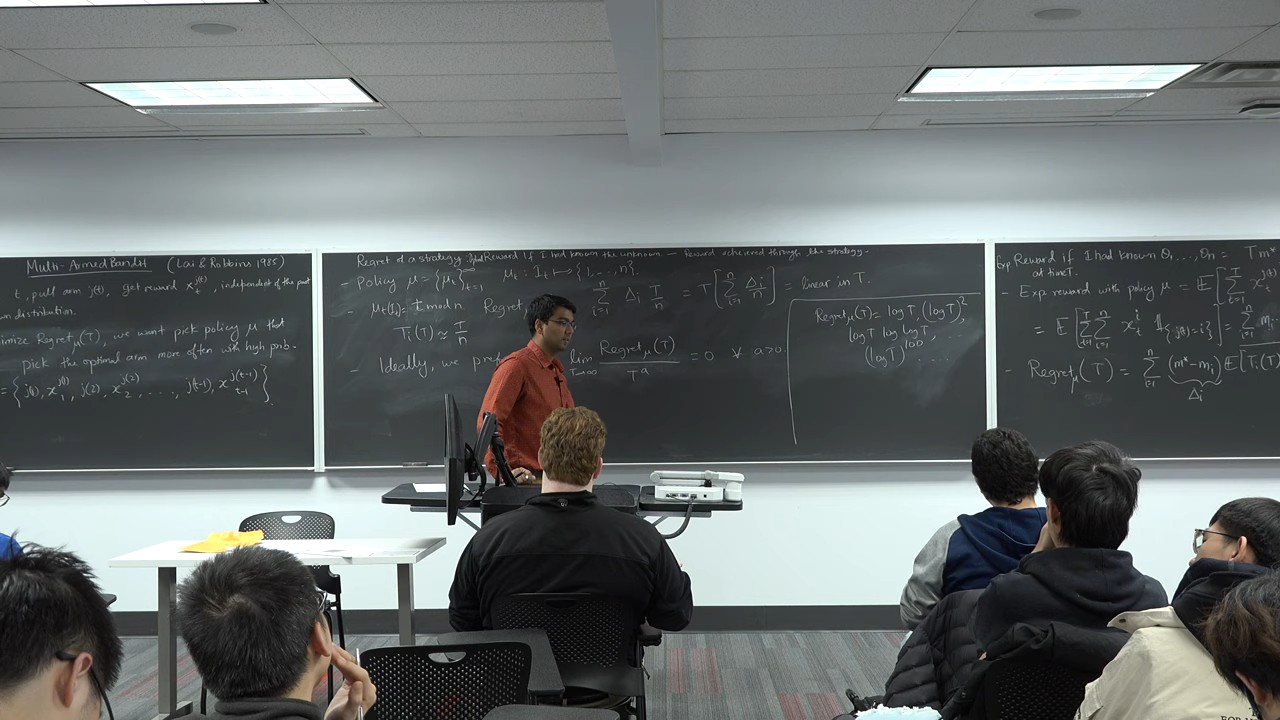 Multi-Armed Bandit (Lai & Robbins 1985)
t, pull arm j(t), get reward x_t^{j(t)}, independent of the past
distribution.
Regret_μ(T), we want pick policy μ that
pick the optimal arm more often with high prob.
= {j(1), x_1^{j(1)}, j(2), x_2^{j(2)}, ..., j(t-1), x_{t-1}^{j(t-1)}}
Regret of a strategy Reward if I had known the unknown — Reward achieved through the strategy.
- Policy μ = {μ_t}_{t=1}^∞ μ_t : I_t ↦ {1, ..., n}.
- μ_t(I_t) = t mod n Regret Σ_{i=1}^n Δ_i T/n = T[Σ_{i=1}^n Δ_i/n] = linear in T.
T_i(T) ≈ T/n
- Ideally, we lim_{T→∞} Regret_μ(T)/T^a = 0 ∀ a>0
Regret_μ(T) = log T, (log T)^2
log T log log T,
(log T)^100 ...
Exp. Reward if I had known θ_1, ..., θ_n = T m*
at time T.
- Exp. reward with policy μ = E[Σ_{t=1}^T x_t^{j(t)}
= E[Σ_{t=1}^T Σ_{i=1}^n x_t^i 1_{j(t)=i}] = Σ_{i=1}^n m_i
- Regret_μ(T) = Σ_{i=1}^n (m* - m_i) E[T_i(T)
Δ_i